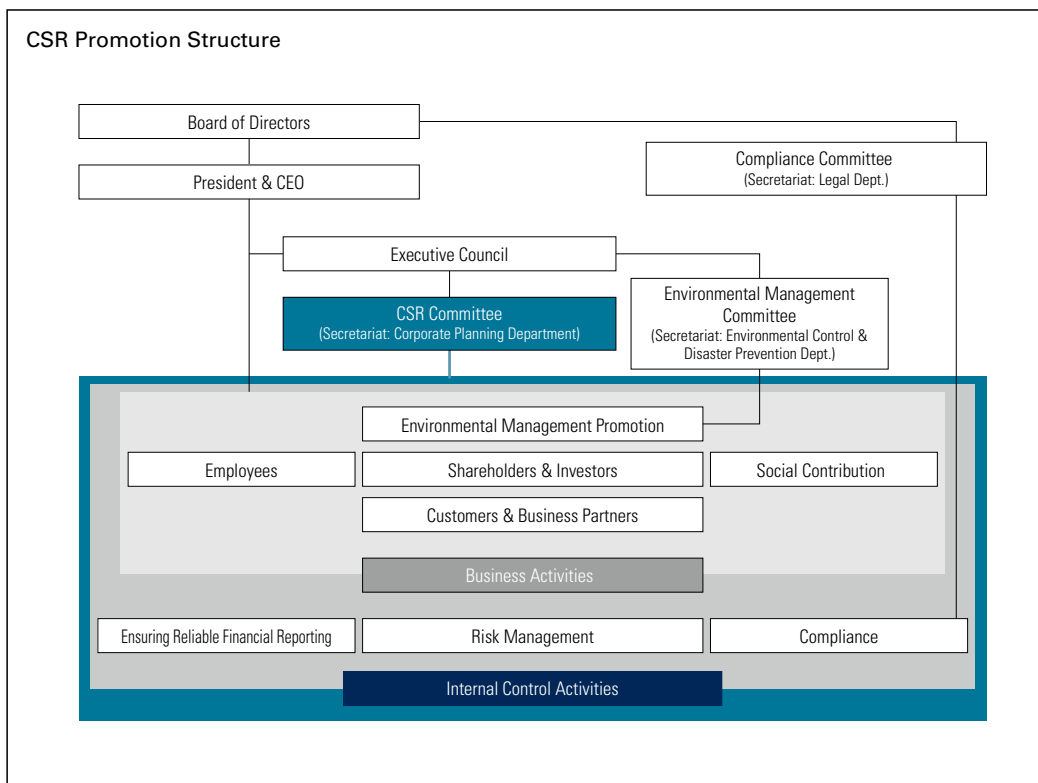 CSR Promotion Structure
Board of Directors
Compliance Committee
(Secretariat: Legal Dept.)
President & CEO
Executive Council
CSR Committee
(Secretariat: Corporate Planning Department)
Environmental Management
Committee
(Secretariat: Environmental Control &
Disaster Prevention Dept.)
Environmental Management Promotion
Employees
Shareholders & Investors
Social Contribution
Customers & Business Partners
Business Activities
Ensuring Reliable Financial Reporting
Risk Management
Compliance
Internal Control Activities